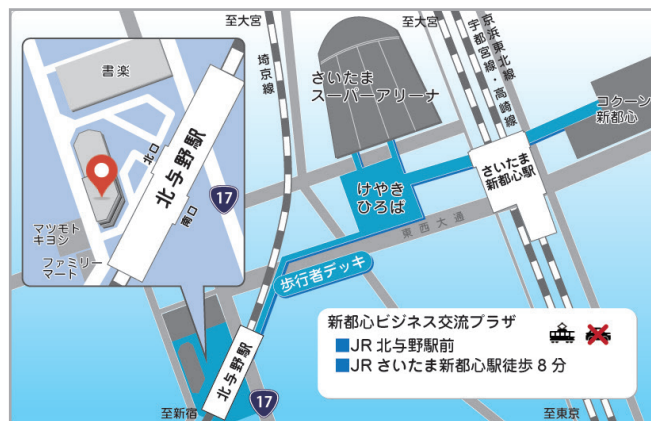 至大宮
至大宮
京浜東北線
宇都宮線・高崎線
埼京線
書楽
さいたま
スーパーアリーナ
コクーン
新都心
北口
北与野駅
南口
17
けやき
ひろば
さいたま
新都心駅
マツモト
キヨシ
ファミリー
マート
東西大通
歩行者デッキ
新都心ビジネス交流プラザ
JR 北与野駅前
JR さいたま新都心駅徒歩 8 分
北与野駅
17
至新宿
至東京